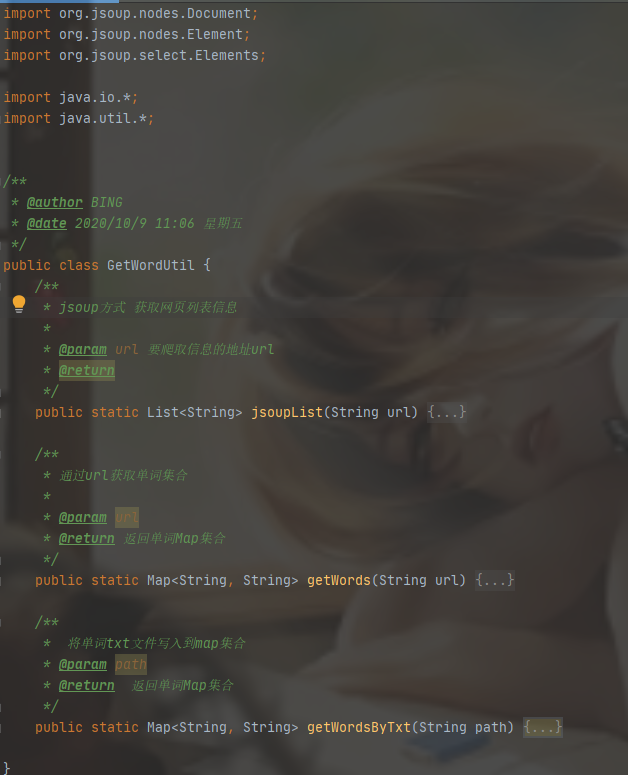 import org.jsoup.nodes.Document;
import org.jsoup.nodes.Element;
import org.jsoup.select.Elements;
import java.io.*;
import java.util.*;
/**
* @author BING
* @date 2020/10/9 11:06 星期五
*/
public class GetWordUtil {
/**
* jsoup方式 获取网页列表信息
*
* @param url 要爬取信息的地址url
* @return
*/
public static List<String> jsoupList(String url) {...}
/**
* 通过url获取单词集合
*
* @param url
* @return 返回单词Map集合
*/
public static Map<String, String> getWords(String url) {...}
/**
*  将单词txt文件写入到map集合
* @param path
* @return  返回单词Map集合
*/
public static Map<String, String> getWordsByTxt(String path) {...}
}